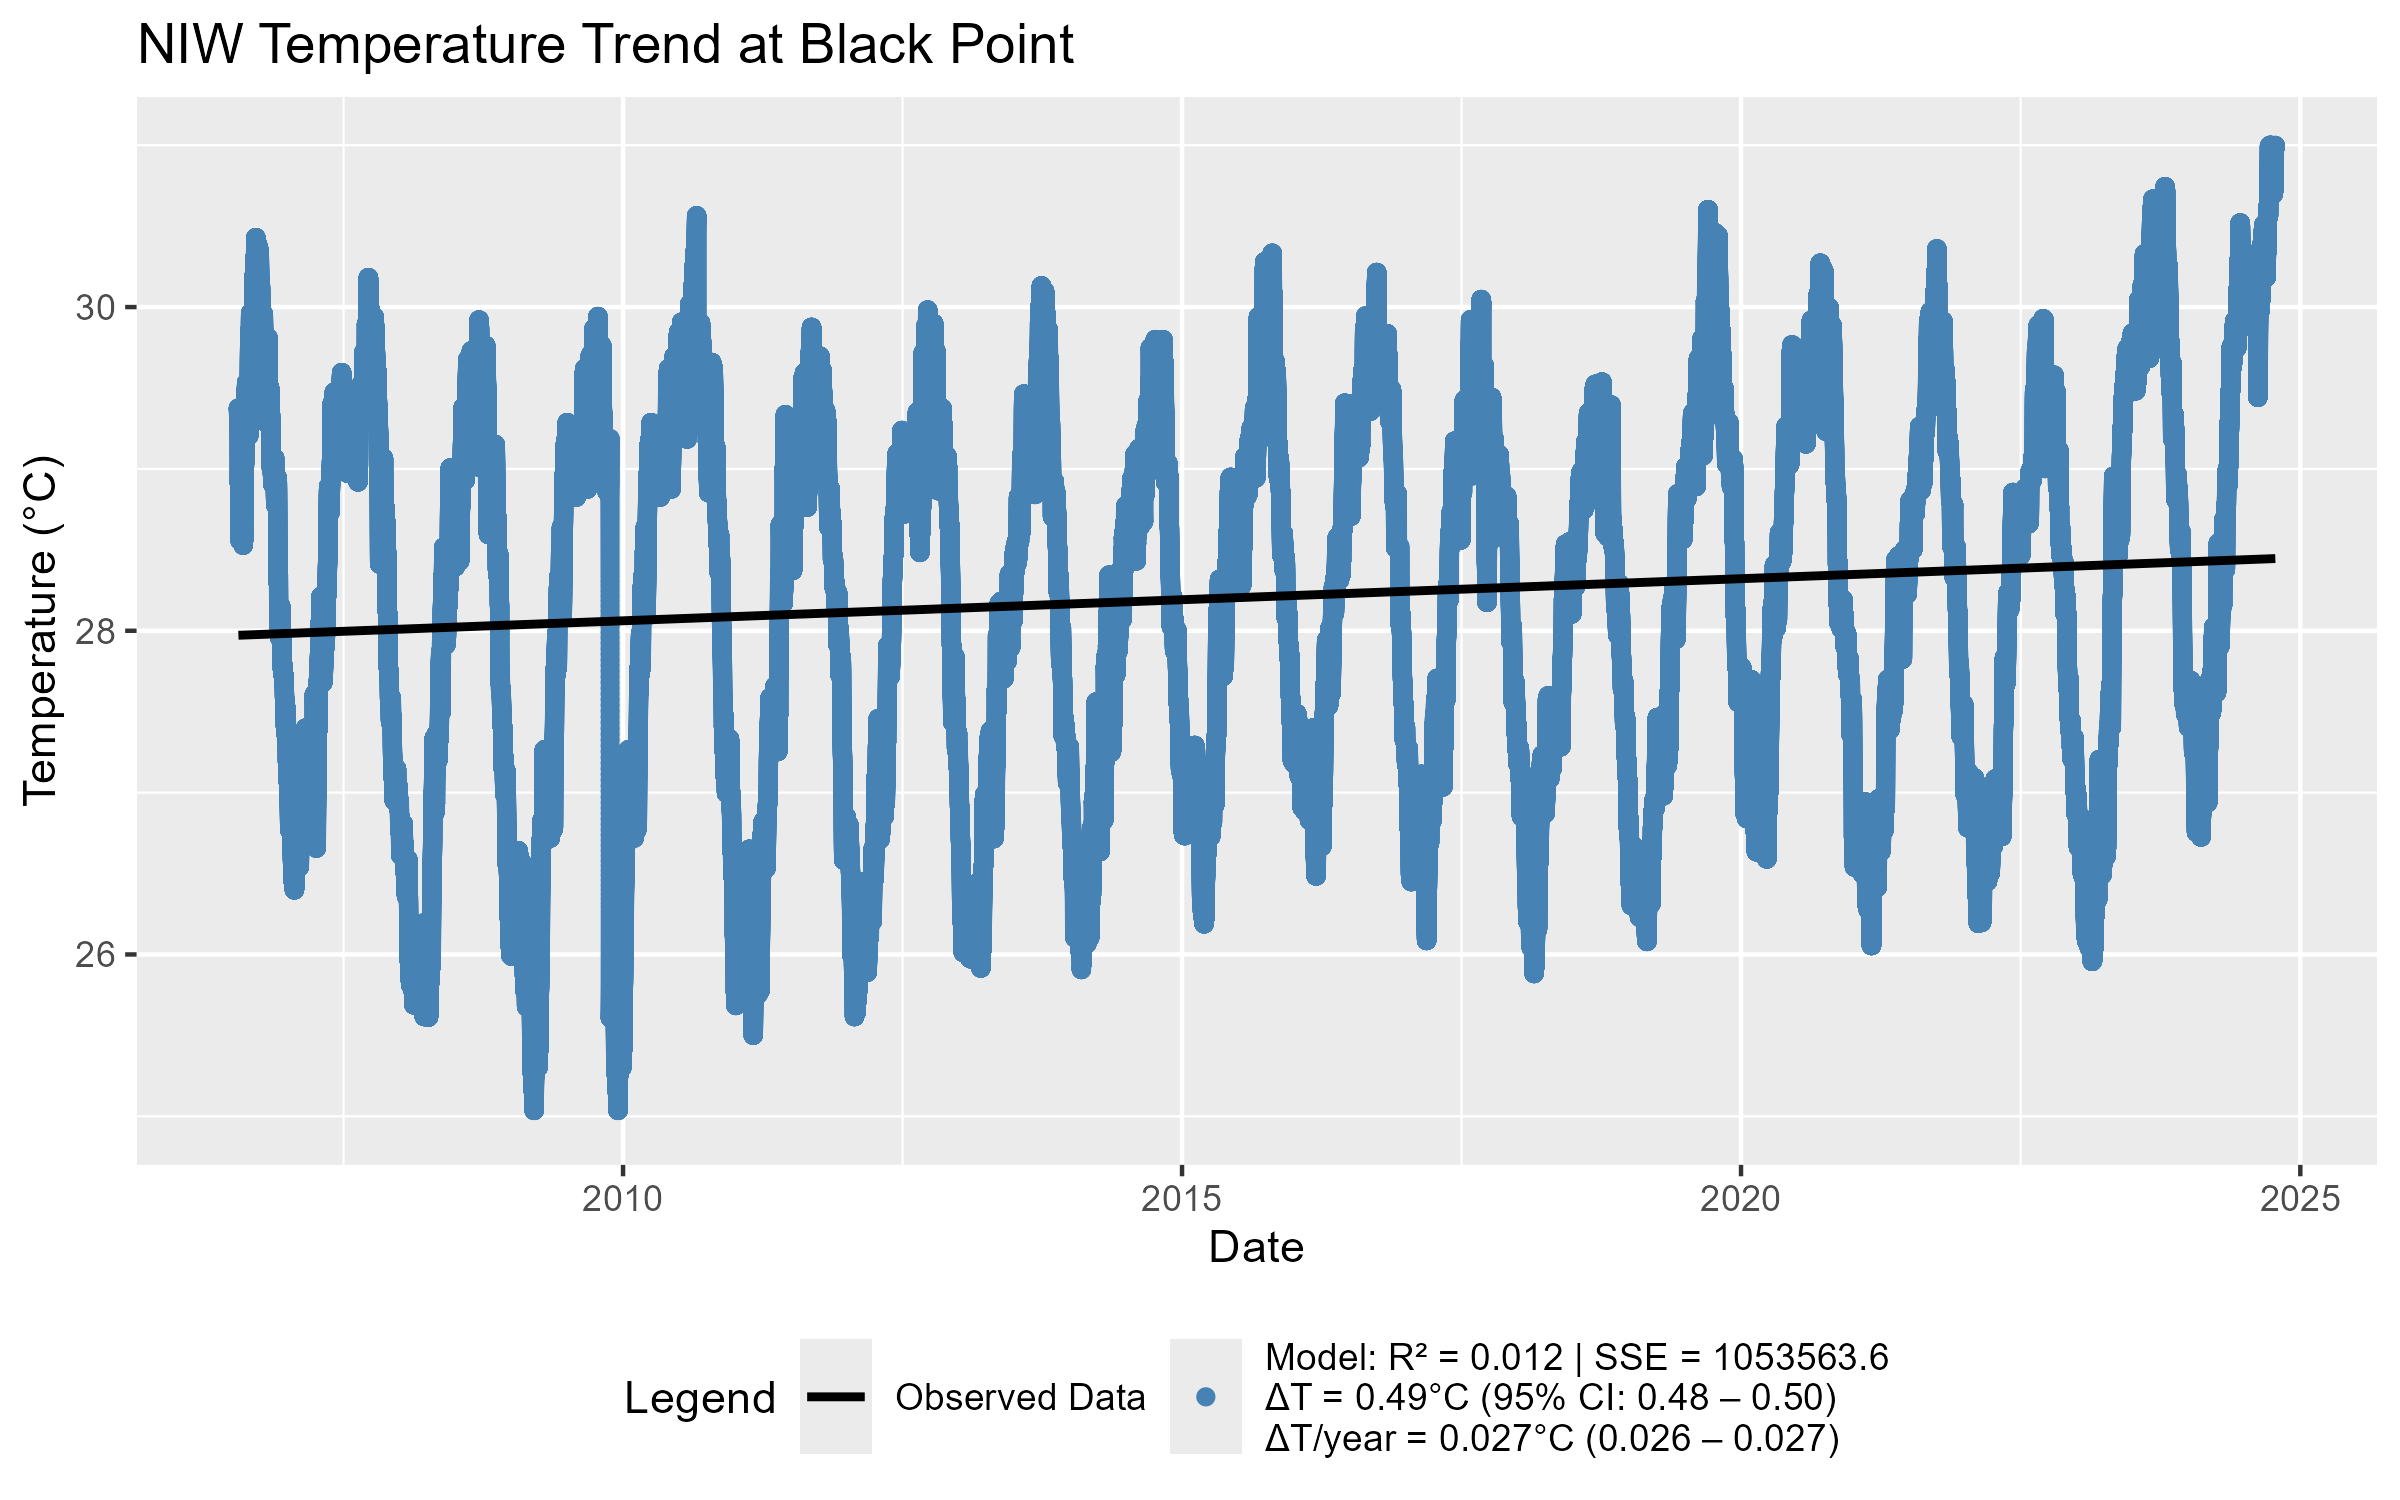 NIW Temperature Trend at Black Point
Temperature (°C)
30
28
26
2010
2015
2020
2025
Date
Legend
Observed Data
Model: R² = 0.012 | SSE = 1053563.6
ΔT = 0.49°C (95% CI: 0.48 – 0.50)
ΔT/year = 0.027°C (0.026 – 0.027)